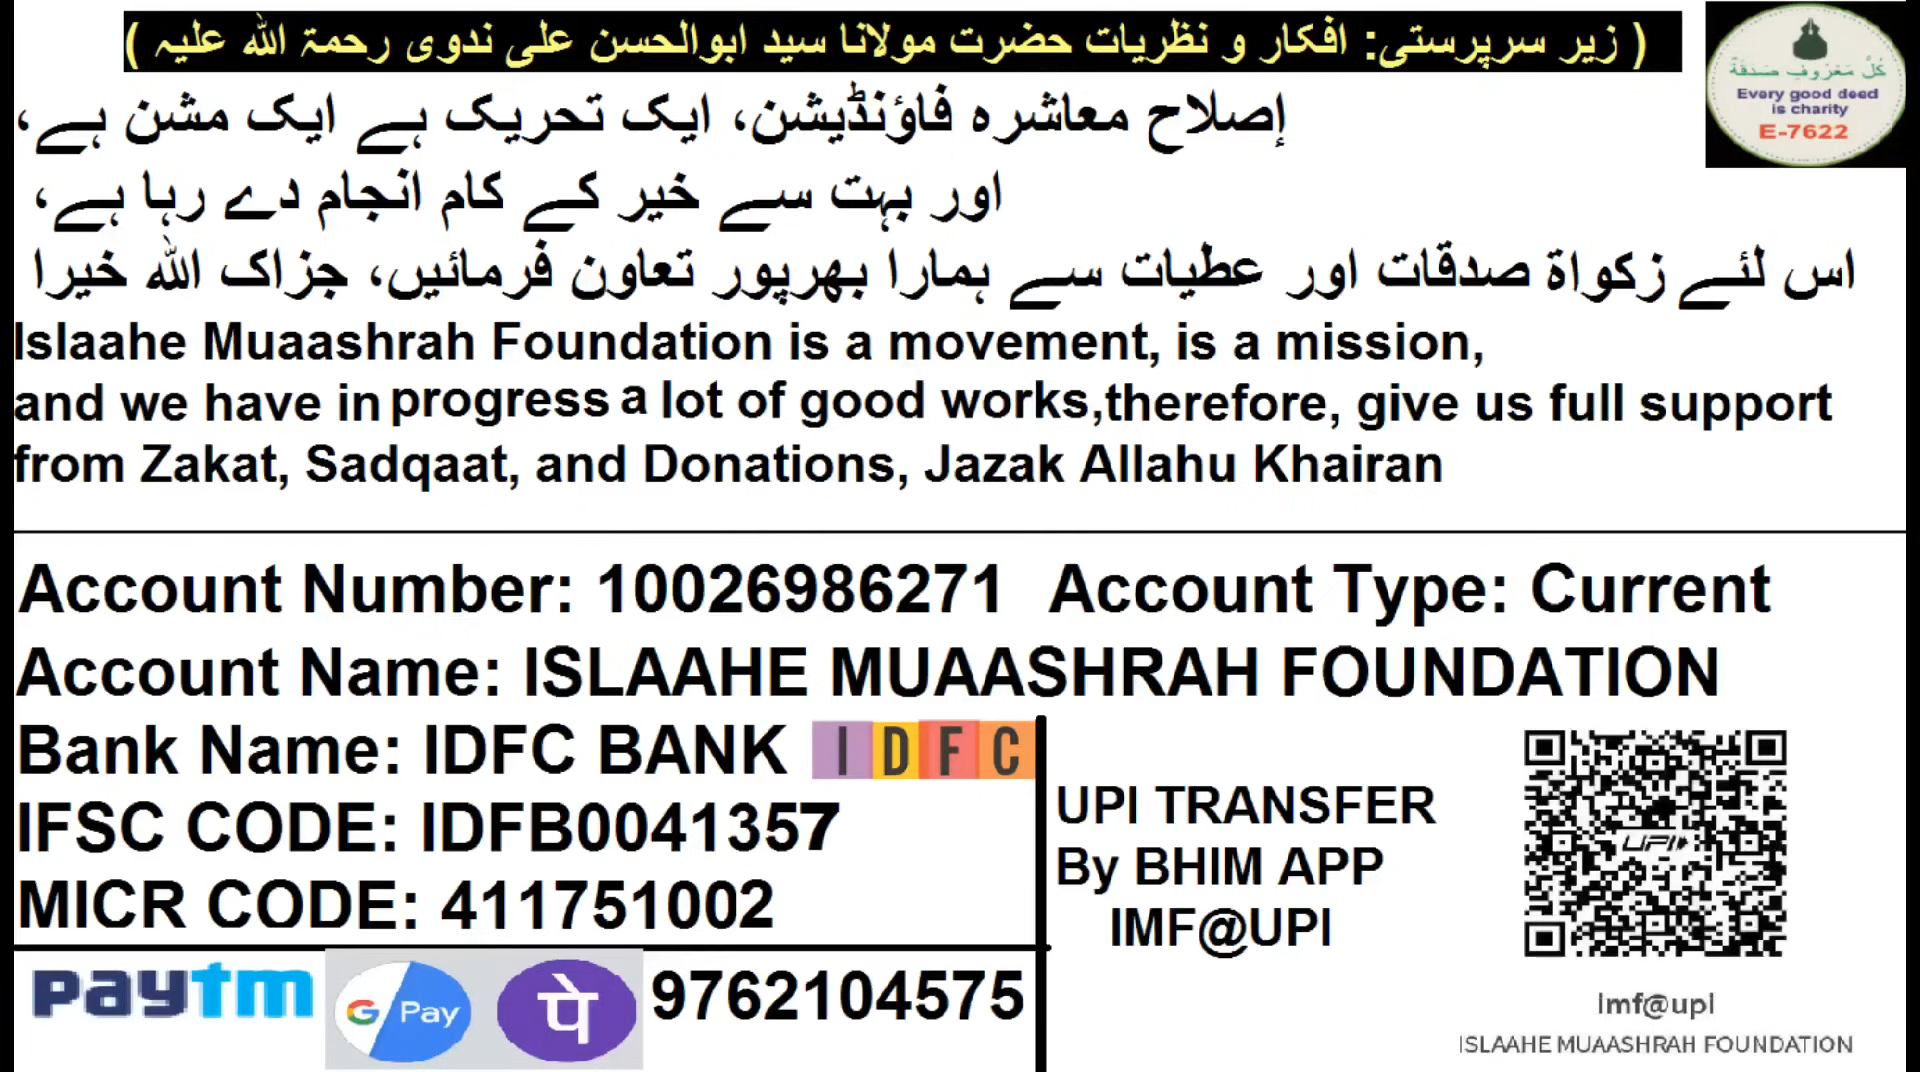 ( زیر سرپرستی: افکار و نظریات حضرت مولانا سید ابوالحسن علی ندوی رحمۃ اللہ علیہ )
كُلُّ مَعْرُوفٍ صَدَقَةٌ
Every good deed
is charity
E-7622
إصلاح معاشرہ فاؤنڈیشن، ایک تحریک ہے ایک مشن ہے،
اور بہت سے خیر کے کام انجام دے رہا ہے،
اس لئے زکواۃ صدقات اور عطیات سے ہمارا بھرپور تعاون فرمائیں، جزاک اللہ خیرا
Islaahe Muaashrah Foundation is a movement, is a mission,
and we have in progress a lot of good works,therefore, give us full support
from Zakat, Sadqaat, and Donations, Jazak Allahu Khairan
Account Number: 10026986271 Account Type: Current
Account Name: ISLAAHE MUAASHRAH FOUNDATION
Bank Name: IDFC BANK IDFC
IFSC CODE: IDFB0041357
MICR CODE: 411751002
UPI TRANSFER
By BHIM APP
IMF@UPI
UPI
paytm G Pay पे 9762104575
imf@upi
ISLAAHE MUAASHRAH FOUNDATION